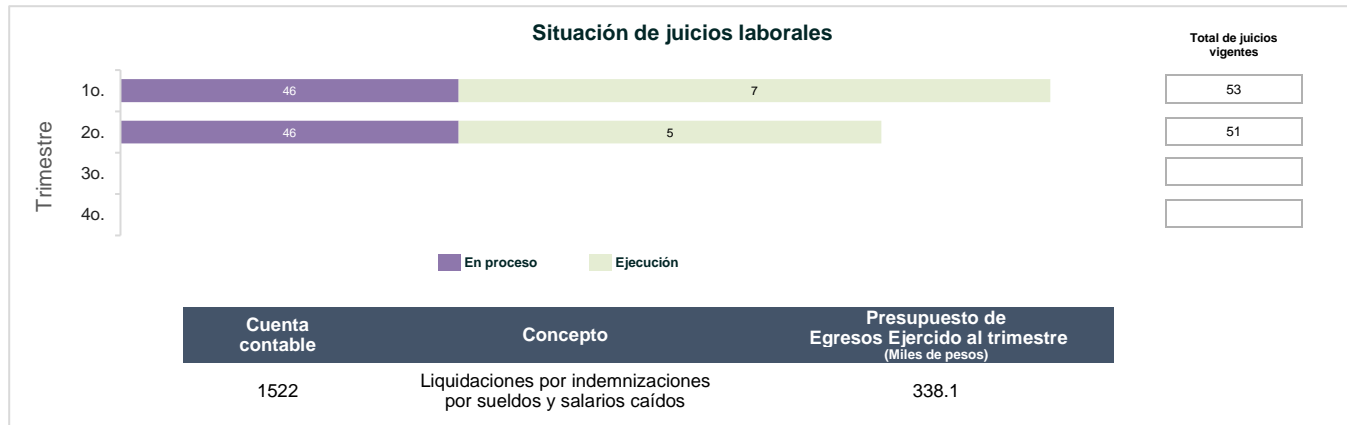 Situación de juicios laborales
Total de juicios
vigentes
Trimestre
1o.
46
7
53
2o.
46
5
51
3o.
4o.
En proceso
Ejecución
Cuenta
contable
Concepto
Presupuesto de
Egresos Ejercido al trimestre
(Miles de pesos)
1522
Liquidaciones por indemnizaciones
por sueldos y salarios caídos
338.1